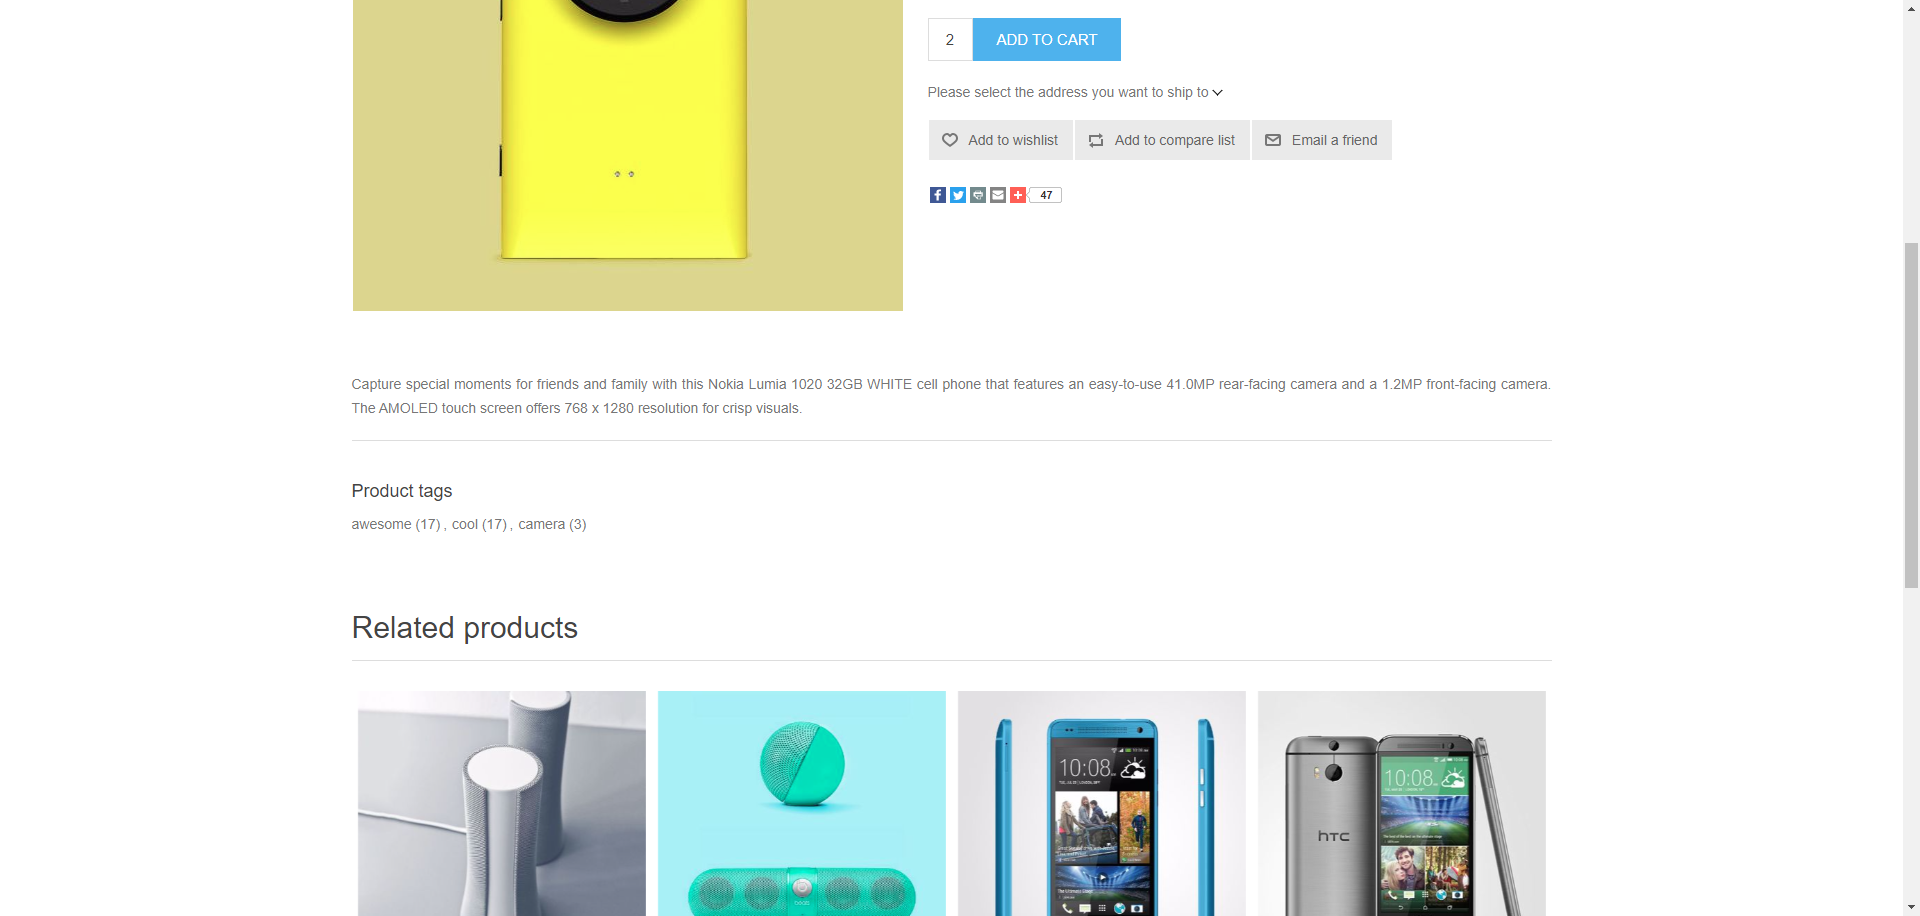 2
ADD TO CART
Please select the address you want to ship to
Add to wishlist
Add to compare list
Email a friend
47
Capture special moments for friends and family with this Nokia Lumia 1020 32GB WHITE cell phone that features an easy-to-use 41.0MP rear-facing camera and a 1.2MP front-facing camera.
The AMOLED touch screen offers 768 x 1280 resolution for crisp visuals.
Product tags
awesome (17) , cool (17) , camera (3)
Related products
10:08
10:08
hTC